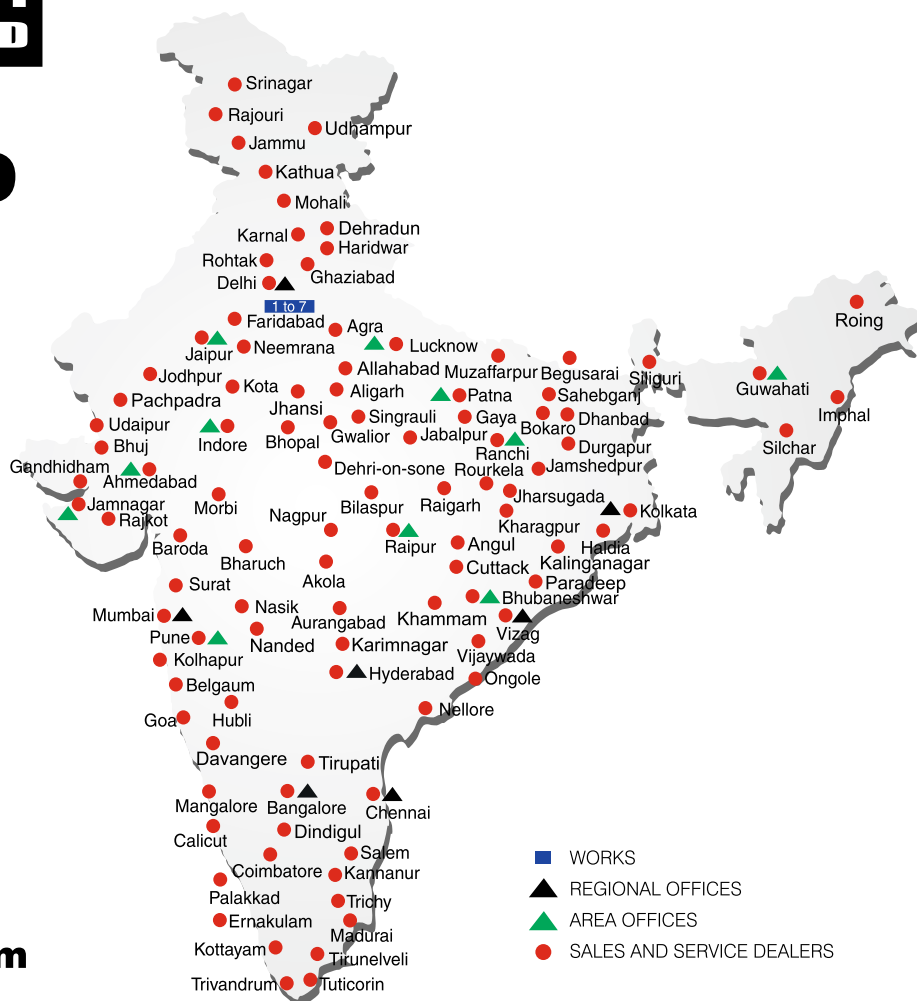 D
Srinagar
Rajouri
Udhampur
Jammu
Kathua
Mohali
Dehradun
Karnal
Haridwar
Rohtak
Ghaziabad
Delhi
1 to 7
Roing
Faridabad
Agra
Lucknow
Jaipur
Neemrana
Allahabad
Muzaffarpur
Begusarai
Siliguri
Jodhpur
Guwahati
Kota
Aligarh
Patna
Sahebganj
Pachpadra
Jhansi
Imphal
Singrauli
Gaya
Dhanbad
Udaipur
Bokaro
Gwalior
Jabalpur
Indore
Bhopal
Bhuj
Durgapur
Silchar
Ranchi
Gandhidham
Dehri-on-sone
Rourkela
Jamshedpur
Ahmedabad
Jharsugada
Jamnagar
Morbi
Bilaspur
Raigarh
Kolkata
Rajkot
Nagpur
Kharagpur
Baroda
Raipur
Angul
Haldia
Bharuch
Kalinganagar
Cuttack
Akola
Paradeep
Surat
Bhubaneshwar
Nasik
Mumbai
Aurangabad
Khammam
Pune
Vizag
Nanded
Karimnagar
Vijaywada
Kolhapur
Hyderabad
Ongole
Belgaum
Nellore
Goa
Hubli
Davangere
Tirupati
Mangalore
Bangalore
Chennai
Calicut
Dindigul
Salem
Coimbatore
Kannanur
Palakkad
Trichy
Ernakulam
Madurai
Kottayam
Tirunelveli
Trivandrum
Tuticorin
WORKS
REGIONAL OFFICES
AREA OFFICES
SALES AND SERVICE DEALERS
m